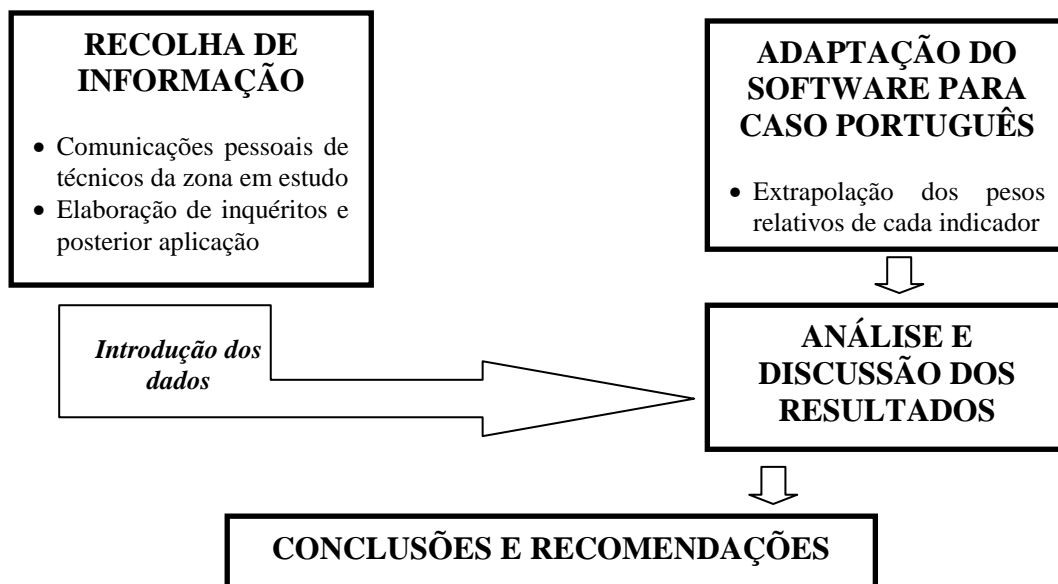 RECOLHA DE
INFORMAÇÃO
• Comunicações pessoais de
técnicos da zona em estudo
• Elaboração de inquéritos e
posterior aplicação
ADAPTAÇÃO DO
SOFTWARE PARA
CASO PORTUGUÊS
• Extrapolação dos pesos
relativos de cada indicador
Introdução dos
dados
ANÁLISE E
DISCUSSÃO DOS
RESULTADOS
CONCLUSÕES E RECOMENDAÇÕES